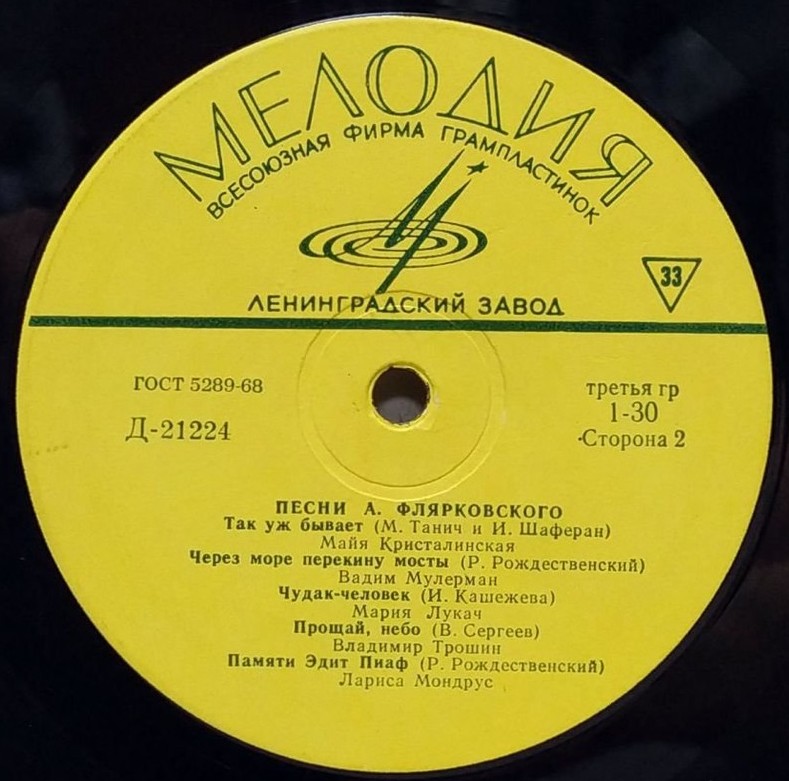 МЕЛОДИЯ
ВСЕСОЮЗНАЯ ФИРМА ГРАМПЛАСТИНОК
33
ЛЕНИНГРАДСКИЙ ЗАВОД
ГОСТ 5289-68
третья гр
1-30
Д-21224
Сторона 2
ПЕСНИ А. ФЛЯРКОВСКОГО
Так уж бывает (М. Танич и И. Шаферан)
Майя Кристалинская
Через море перекину мосты (Р. Рождественский)
Вадим Мулерман
Чудак-человек (И. Кашежева)
Мария Лукач
Прощай, небо (В. Сергеев)
Владимир Трошин
Памяти Эдит Пиаф (Р. Рождественский)
Лариса Мондрус